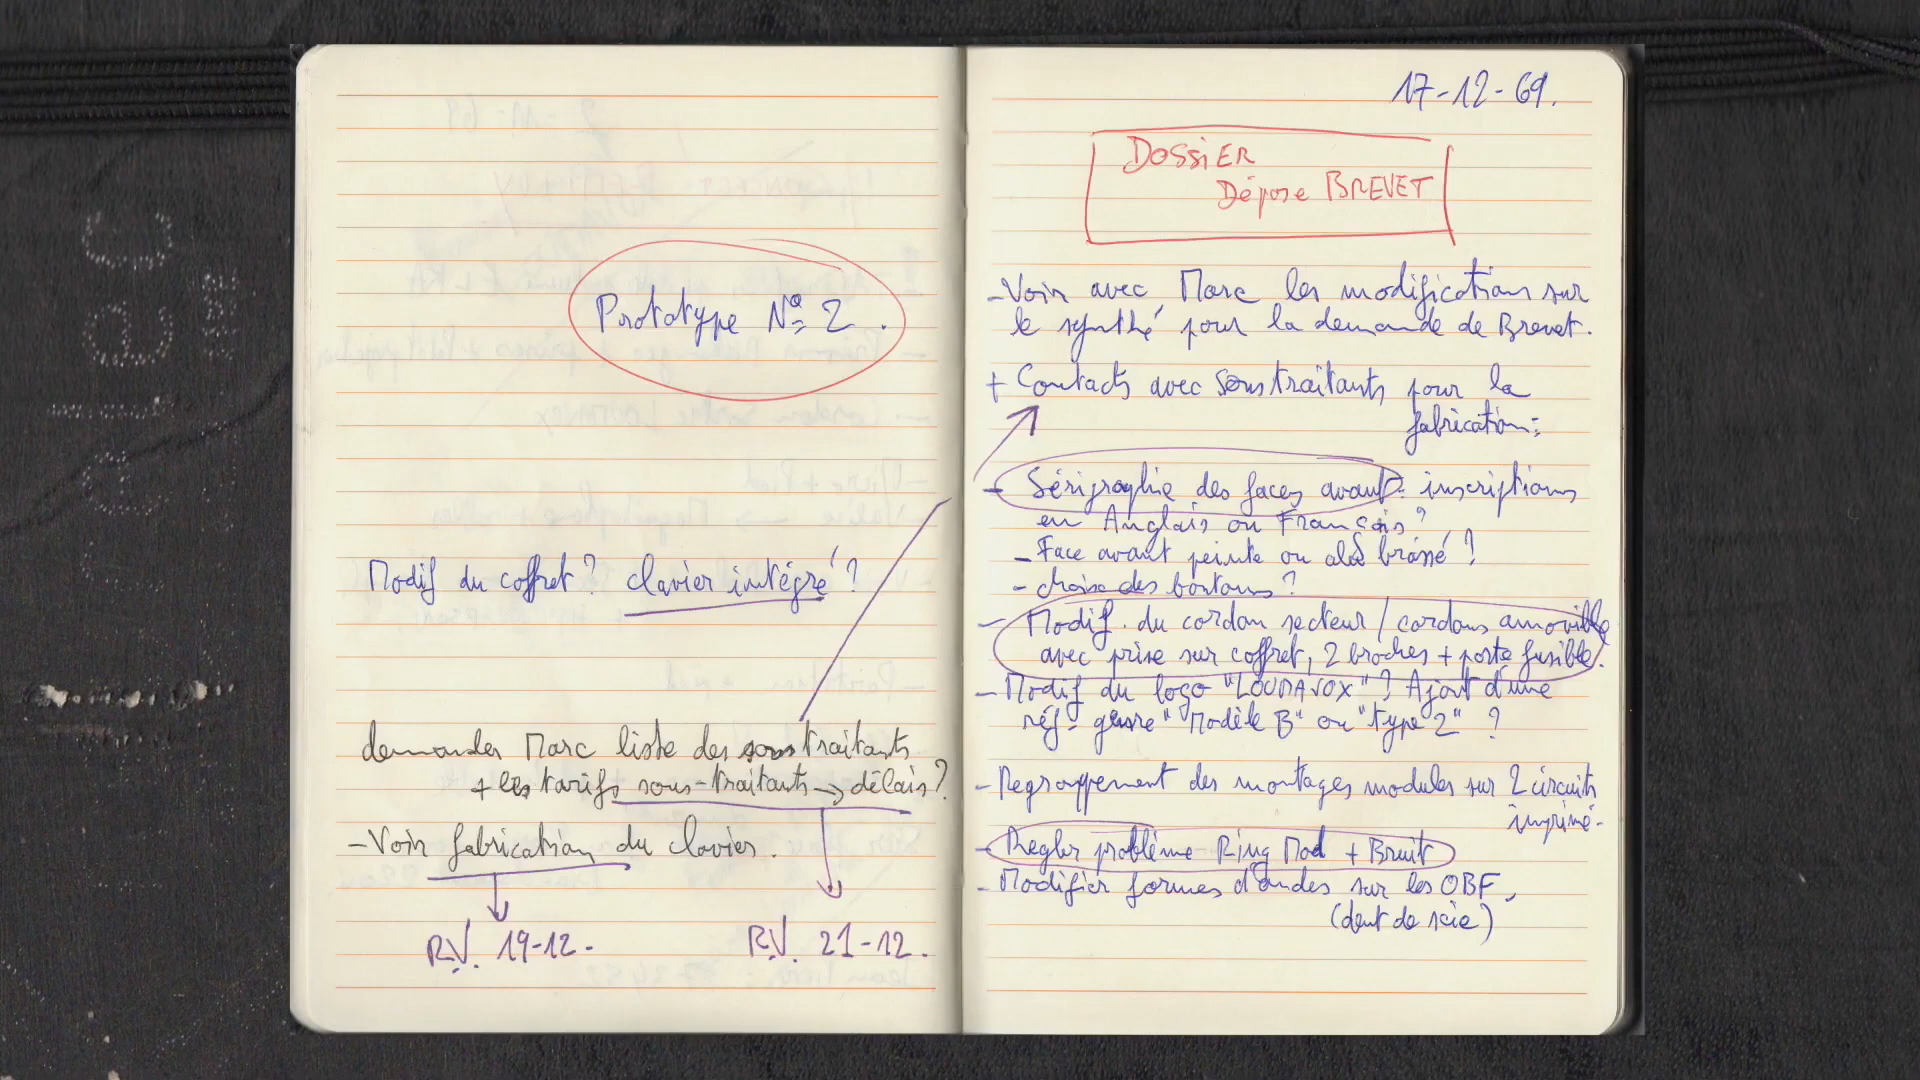 Prototype Nº 2.
Modif du coffret? clavier intégré?
demander Marc liste des sous traitants
+ les tarifs sous-traitants → délais?
- Voir fabrication du clavier.
R.V. 19-12.
R.V. 21-12.
17-12-69.
DOSSIER
Dépose BREVET
- Voir avec Marc les modifications sur
le synthé pour la demande de Brevet.
+ Contacts avec sous traitants pour la
fabrication:
- Sérigraphie des faces avant: inscriptions
en Anglais ou Français?
- Face avant peinte ou alu brossé?
- choix des boutons?
- Modif. du cordon secteur / cordons amovible
avec prise sur coffret, 2 broches + porte fusible.
- Modif du logo "LOUMAVOX"? Ajout d'une
réf. genre "Modèle B" ou "type 2" ?
- Regrouppement des montages modules sur 2 circuits
imprimé.
- Regler problème Ring Mod + Bruit
- Modifier formes d'ondes sur les OBF,
(dent de scie)